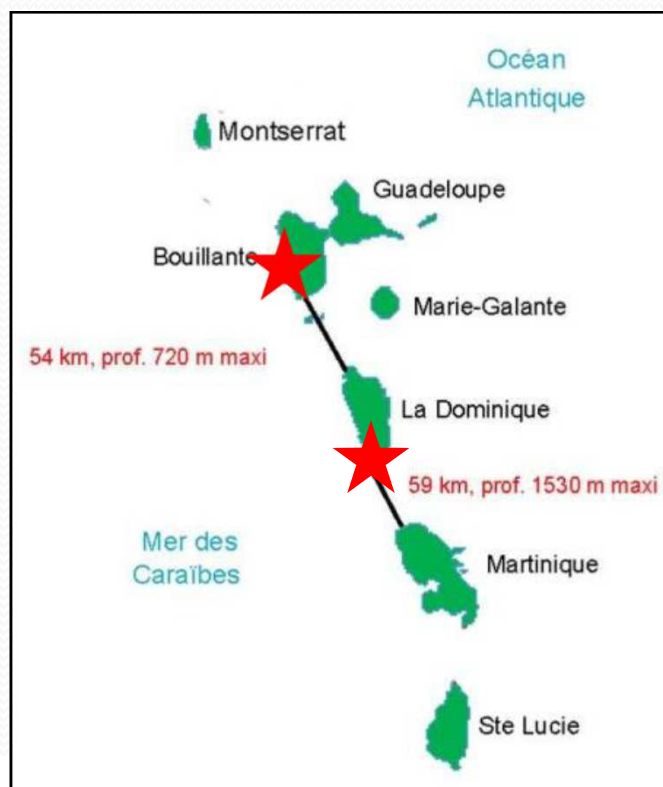 Océan
Atlantique
Montserrat
Guadeloupe
Bouillante
Marie-Galante
54 km, prof. 720 m maxi
La Dominique
59 km, prof. 1530 m maxi
Mer des
Caraïbes
Martinique
Ste Lucie